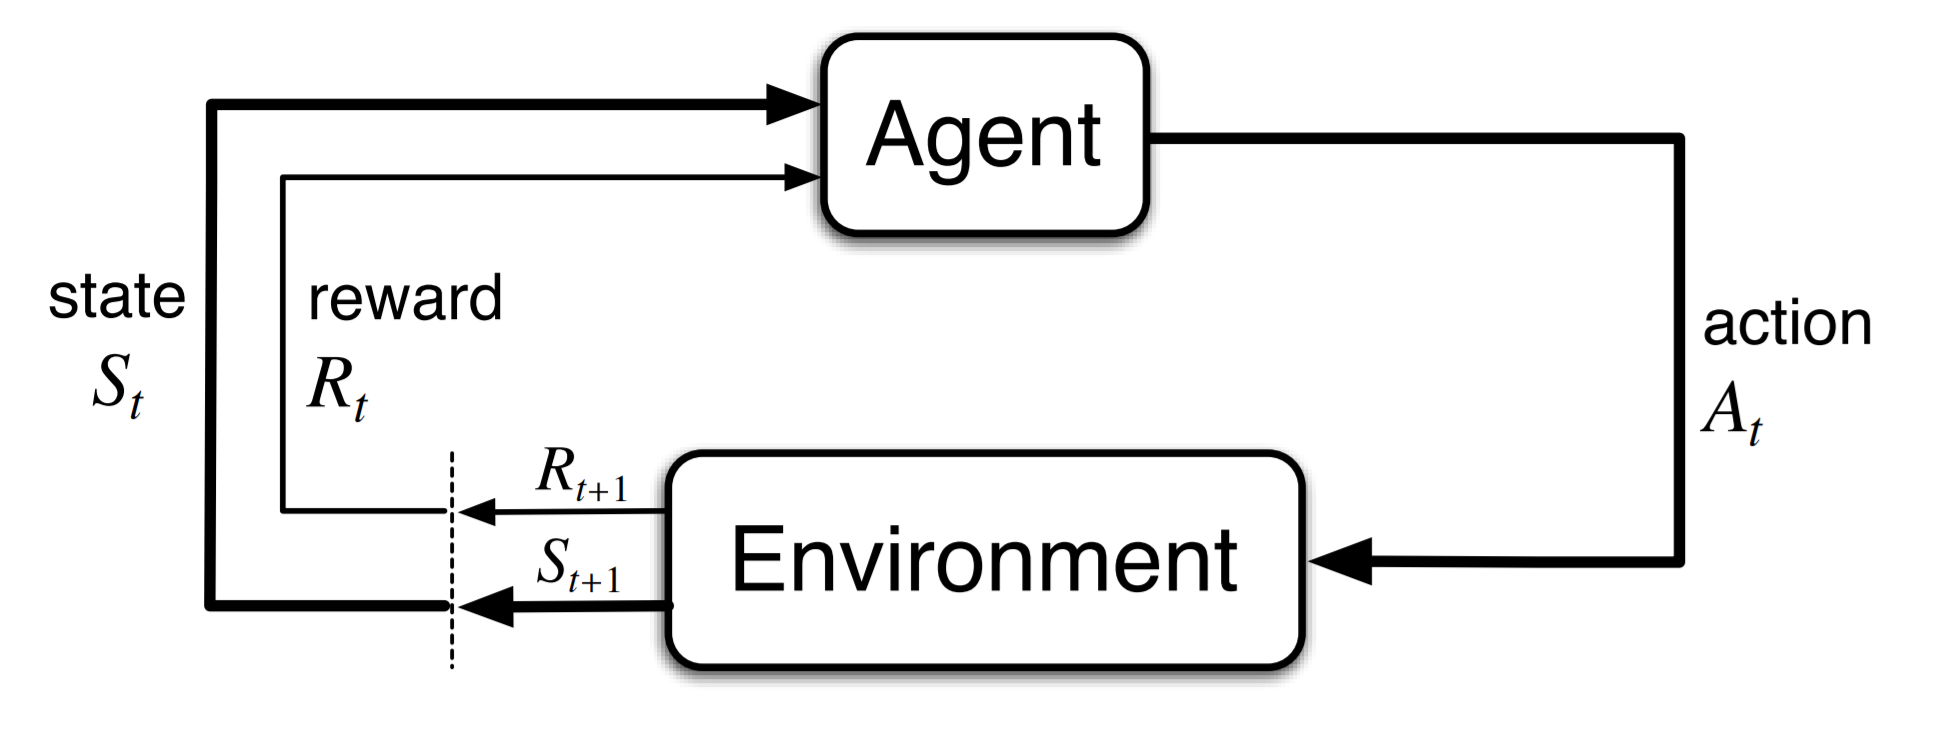 Agent
state
S_t
reward
R_t
action
A_t
R_{t+1}
S_{t+1}
Environment